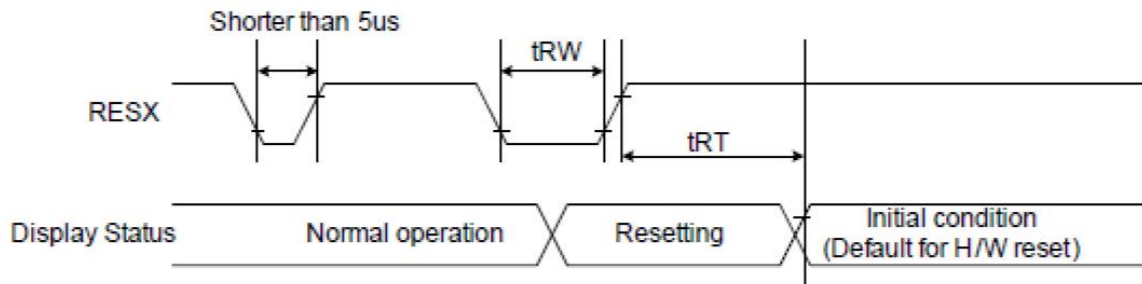 Shorter than 5us
tRW
RESX
tRT
Display Status
Normal operation
Resetting
Initial condition
(Default for H/W reset)